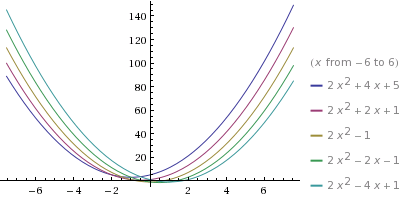 140
120
100
80
60
40
20
−6 −4 −2 2 4 6
(x from −6 to 6)
2 x² + 4 x + 5
2 x² + 2 x + 1
2 x² − 1
2 x² − 2 x − 1
2 x² − 4 x + 1